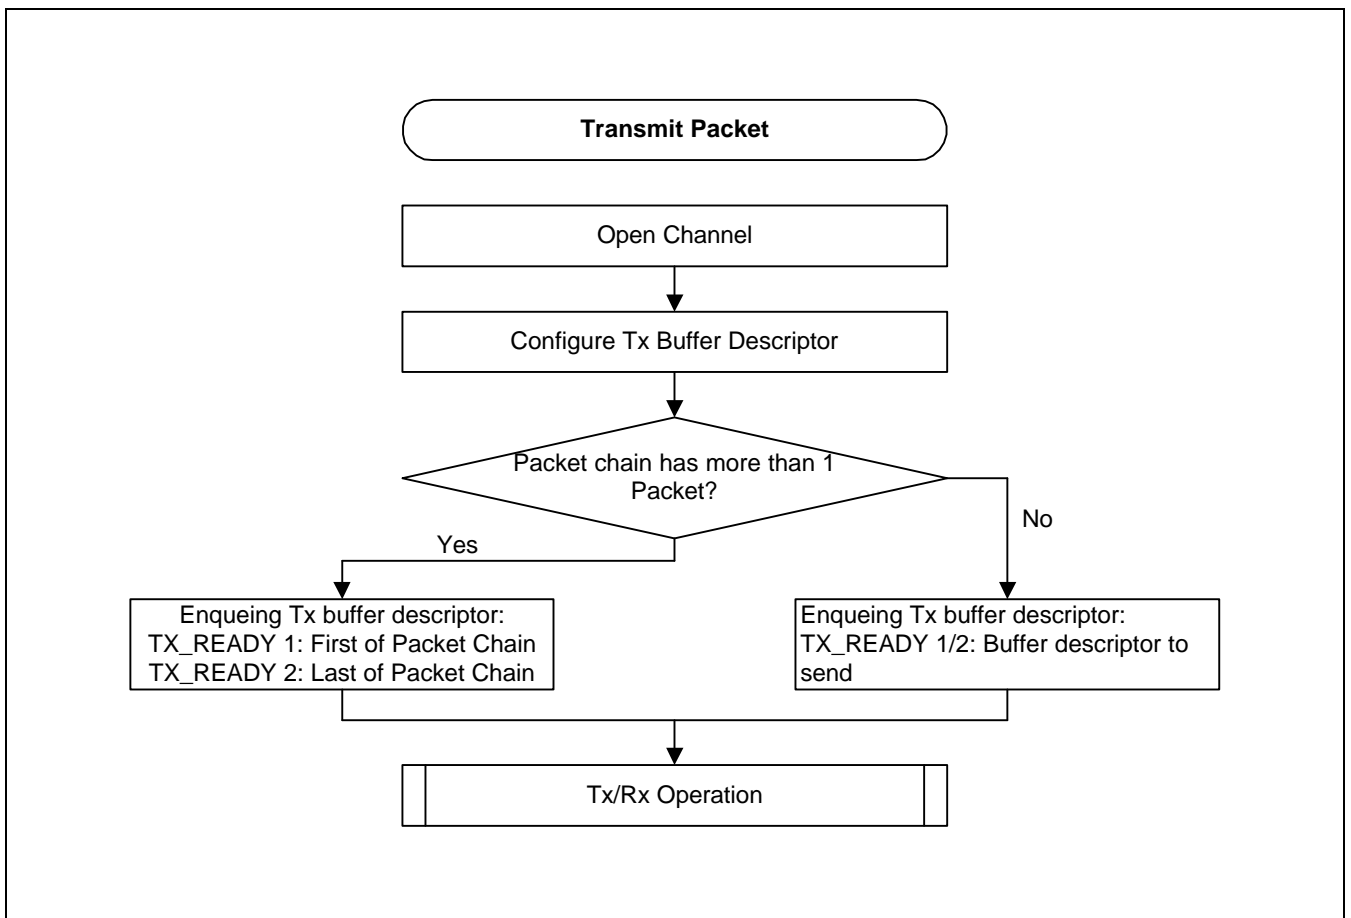 Transmit Packet
Open Channel
Configure Tx Buffer Descriptor
Packet chain has more than 1
Packet?
No
Yes
Enqueing Tx buffer descriptor:
TX_READY 1: First of Packet Chain
TX_READY 2: Last of Packet Chain
Enqueing Tx buffer descriptor:
TX_READY 1/2: Buffer descriptor to
send
Tx/Rx Operation